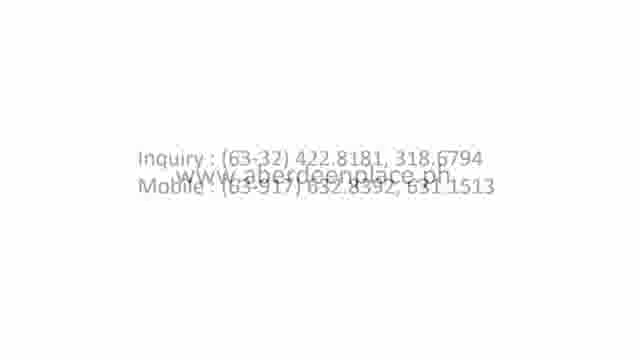 Inquiry : (63-32) 422.8181, 318.6794
www.aberdeenplace.ph
Mobile : (63-917) 632.8392, 631.1513